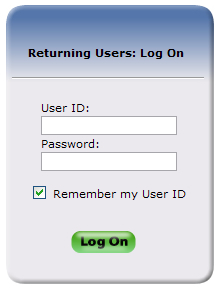 Returning Users: Log On
User ID:
Password:
Remember my User ID
Log On